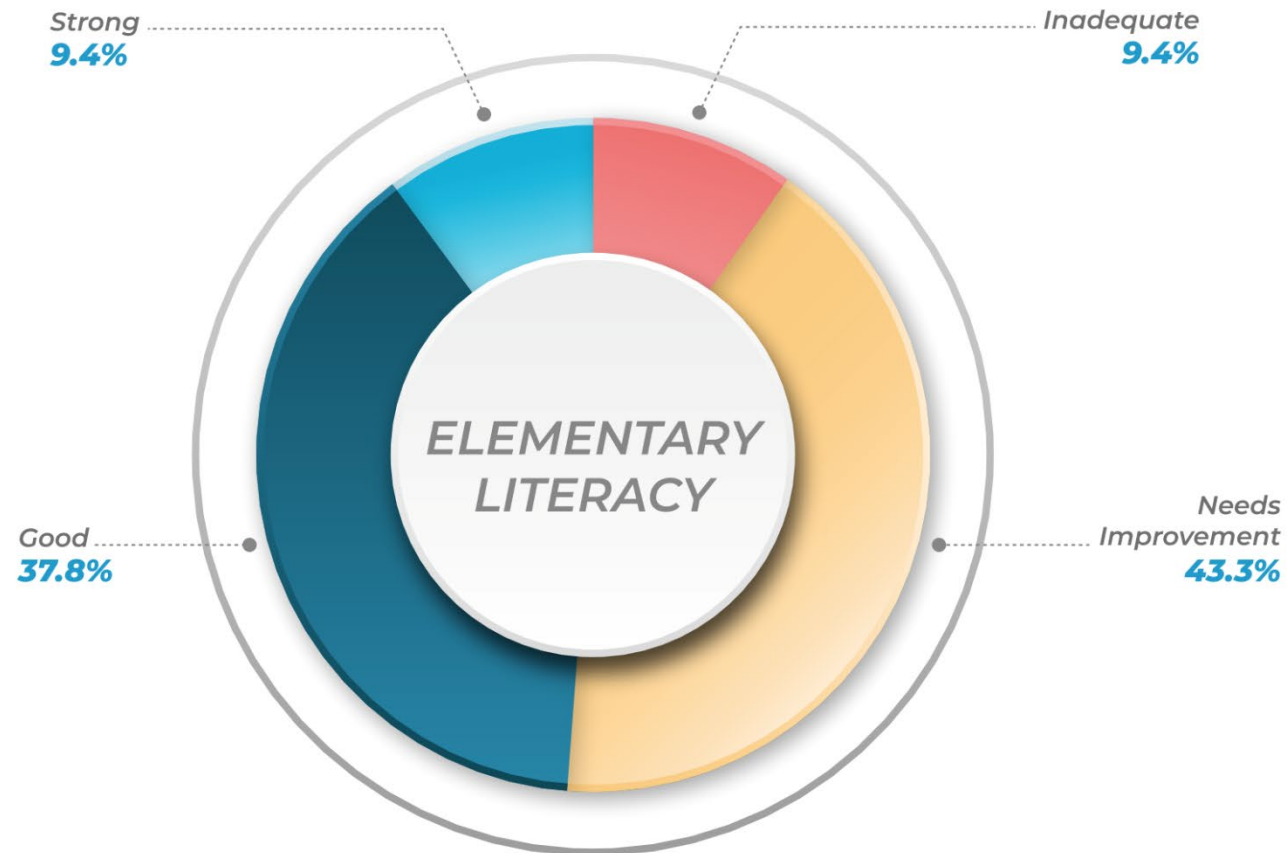 Strong
9.4%
Inadequate
9.4%
ELEMENTARY
LITERACY
Good
37.8%
Needs
Improvement
43.3%